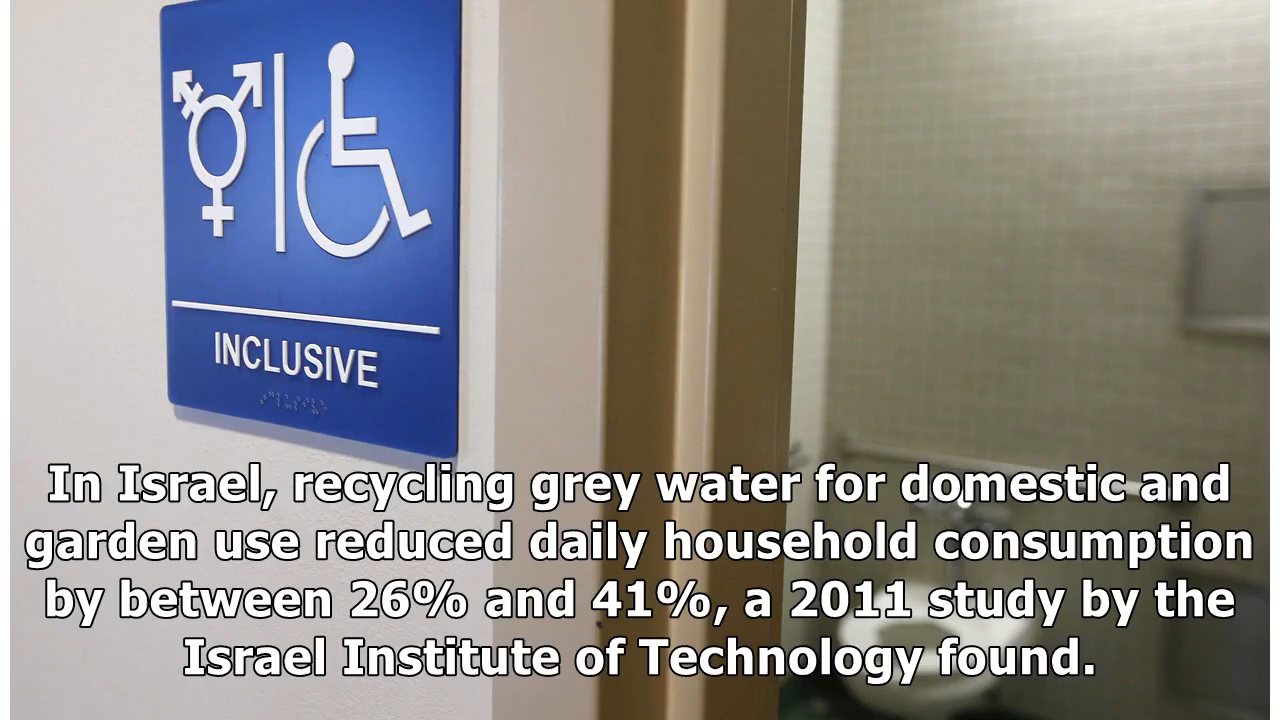 INCLUSIVE
In Israel, recycling grey water for domestic and
garden use reduced daily household consumption
by between 26% and 41%, a 2011 study by the
Israel Institute of Technology found.